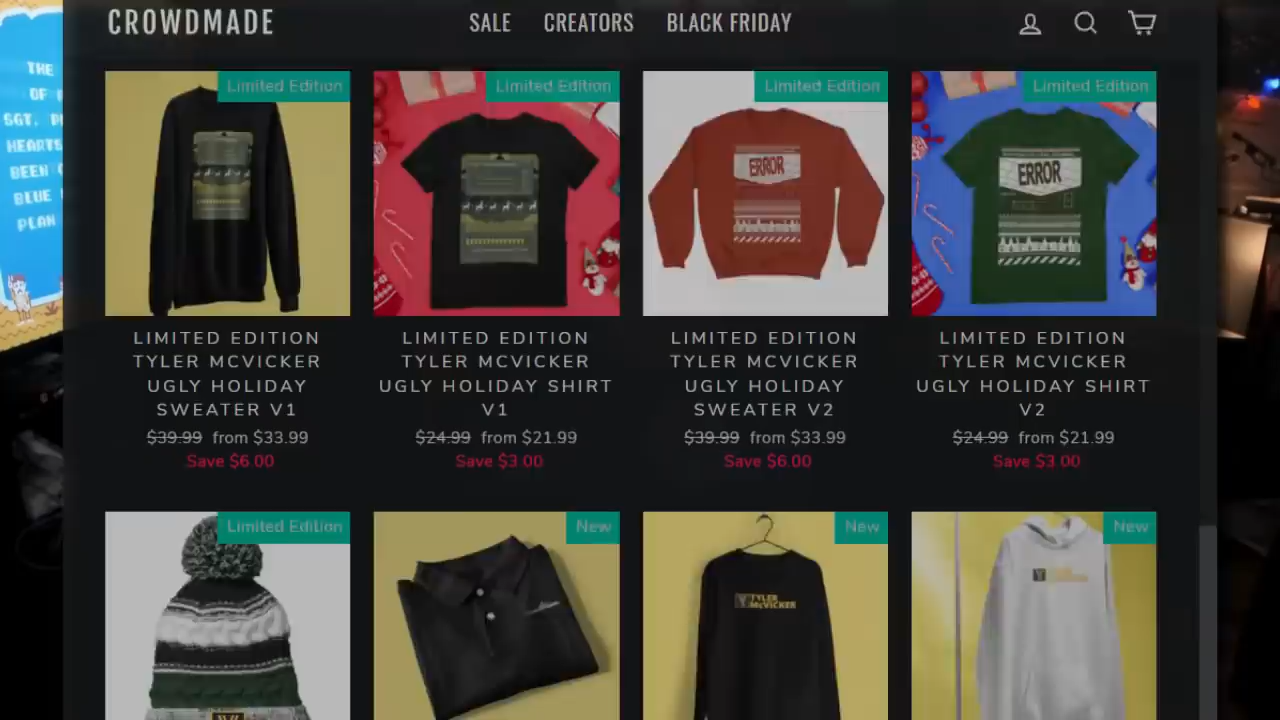 CROWDMADE
SALE CREATORS BLACK FRIDAY
Limited Edition
Limited Edition
Limited Edition
Limited Edition
ERROR
ERROR
LIMITED EDITION
TYLER MCVICKER
UGLY HOLIDAY
SWEATER V1
$39.99 from $33.99
Save $6.00
LIMITED EDITION
TYLER MCVICKER
UGLY HOLIDAY SHIRT
V1
$24.99 from $21.99
Save $3.00
LIMITED EDITION
TYLER MCVICKER
UGLY HOLIDAY
SWEATER V2
$39.99 from $33.99
Save $6.00
LIMITED EDITION
TYLER MCVICKER
UGLY HOLIDAY SHIRT
V2
$24.99 from $21.99
Save $3.00
Limited Edition
New
New
New
TYLER
McVICKER
THE
OF
SGT.
HEARTS
BEEN
BLUE
PLAN